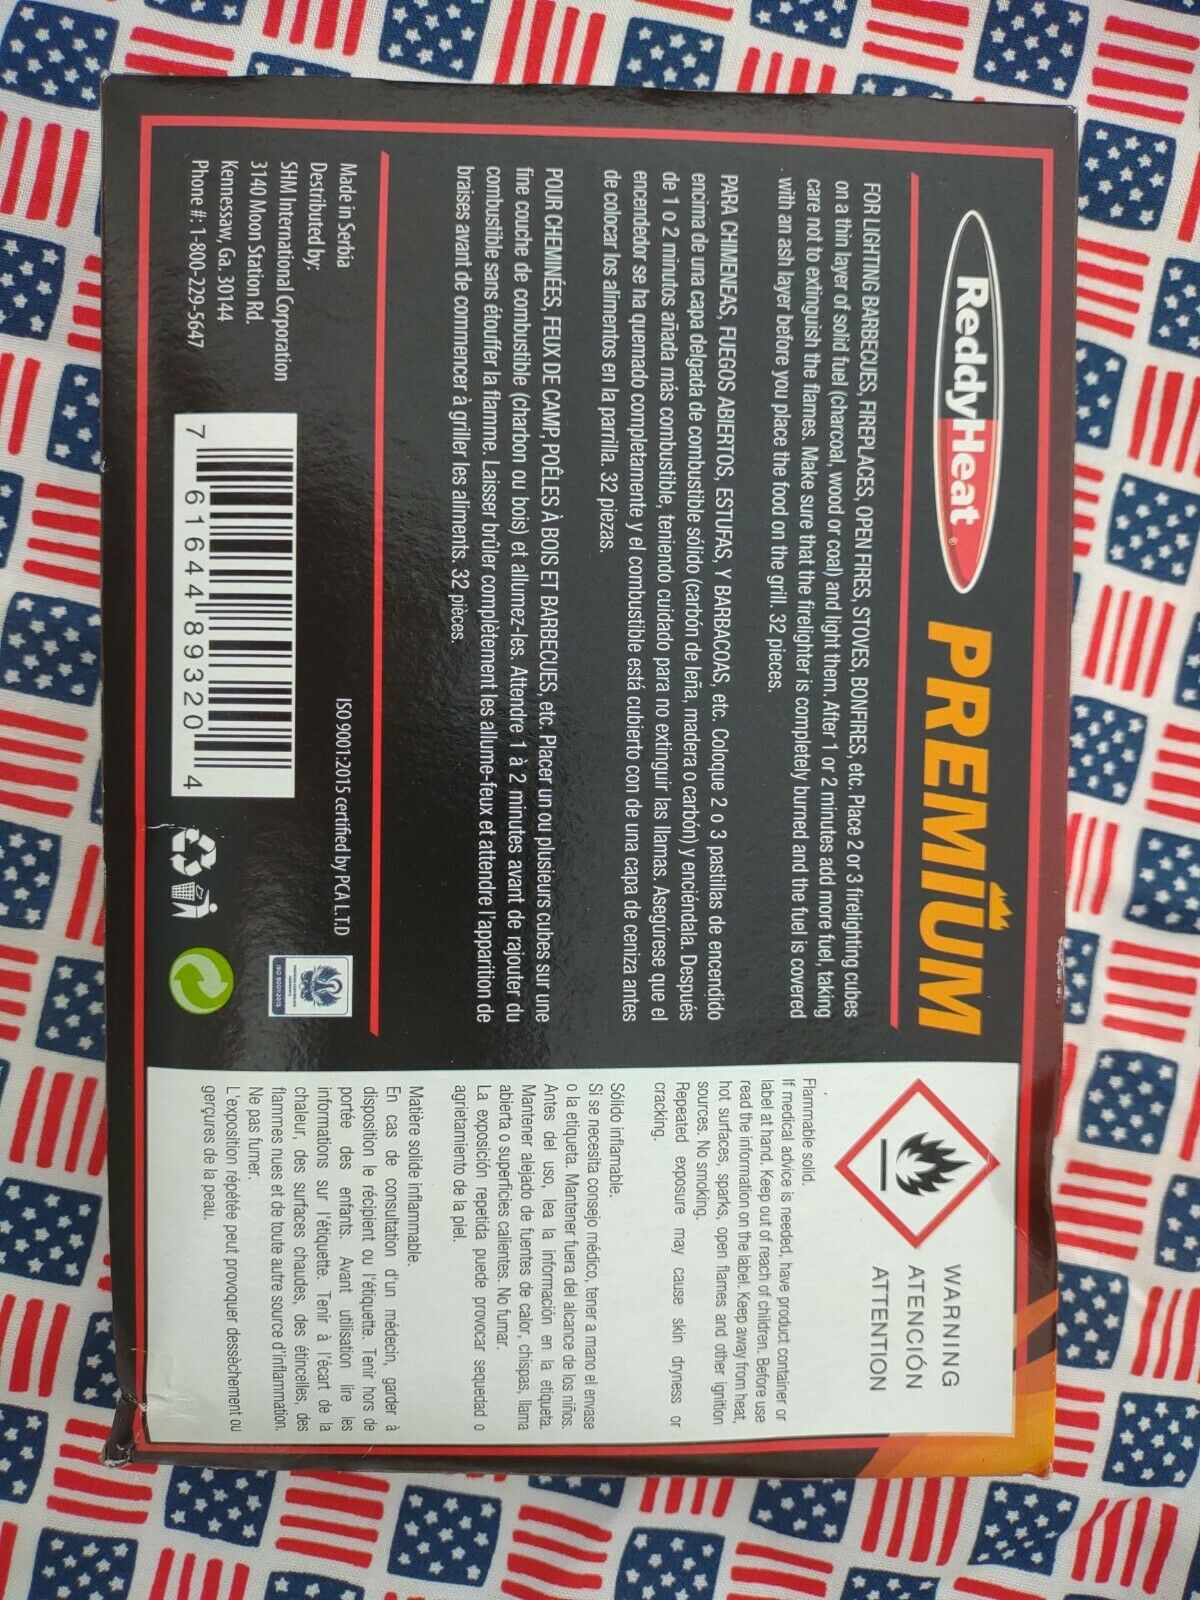 ReddyHeat® PREMIUM
FOR LIGHTING BARBECUES, FIREPLACES, OPEN FIRES, STOVES, BONFIRES, etc. Place 2 or 3 firelighting cubes
on a thin layer of solid fuel (charcoal, wood or coal) and light them. After 1 or 2 minutes add more fuel, taking
care not to extinguish the flames. Make sure that the firelighter is completely burned and the fuel is covered
with an ash layer before you place the food on the grill. 32 pieces.
PARA CHIMENEAS, FUEGOS ABIERTOS, ESTUFAS, Y BARBACOAS, etc. Coloque 2 o 3 pastillas de encendido
encima de una capa delgada de combustible sólido (carbón de leña, madera o carbón) y enciéndala. Después
de 1 o 2 minutos añada más combustible, teniendo cuidado para no extinguir las llamas. Asegúrese que el
encendedor se ha quemado completamente y el combustible está cubierto con de una capa de ceniza antes
de colocar los alimentos en la parrilla. 32 piezas.
POUR CHEMINÉES, FEUX DE CAMP, POÊLES À BOIS ET BARBECUES, etc. Placer un ou plusieurs cubes sur une
fine couche de combustible (charbon ou bois) et allumez-les. Attendre 1 à 2 minutes avant de rajouter du
combustible sans étouffer la flamme. Laisser brûler complètement les allume-feux et attendre l'apparition de
braises avant de commencer à griller les aliments. 32 pièces.
Made in Serbia
Destributed by:
SHM International Corporation
3140 Moon Station Rd.
Kennessaw, Ga. 30144
Phone #: 1-800-229-5647
7 61644 89320 4
ISO 9001:2015 certified by PCA L.T.D
ISO 9001:2015
WARNING
ATENCIÓN
ATTENTION
Flammable solid.
If medical advice is needed, have product container or
label at hand. Keep out of reach of children. Before use
read the information on the label. Keep away from heat,
hot surfaces, sparks, open flames and other ignition
sources. No smoking.
Repeated exposure may cause skin dryness or
cracking.
Sólido inflamable.
Si se necesita consejo médico, tener a mano el envase
o la etiqueta. Mantener fuera del alcance de los niños.
Antes del uso, lea la información en la etiqueta.
Mantener alejado de fuentes de calor, chispas, llama
abierta o superficies calientes. No fumar.
La exposición repetida puede provocar sequedad o
agrietamiento de la piel.
Matière solide inflammable.
En cas de consultation d'un médecin, garder à
disposition le récipient ou l'étiquette. Tenir hors de
portée des enfants. Avant utilisation lire les
informations sur l'étiquette. Tenir à l'écart de la
chaleur, des surfaces chaudes, des étincelles, des
flammes nues et de toute autre source d'inflammation.
Ne pas fumer.
L'exposition répétée peut provoquer dessèchement ou
gerçures de la peau.